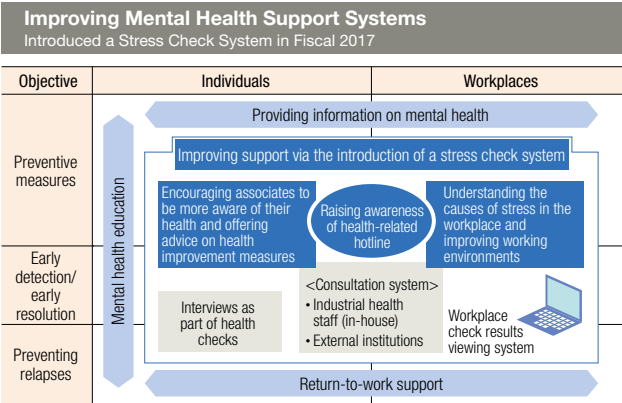 Improving Mental Health Support Systems
Introduced a Stress Check System in Fiscal 2017
Objective
Individuals
Workplaces
Preventive
measures
Early
detection/
early
resolution
Preventing
relapses
Mental health education
Providing information on mental health
Improving support via the introduction of a stress check system
Encouraging associates to
be more aware of their
health and offering
advice on health
improvement measures
Raising awareness
of health-related
hotline
Understanding the
causes of stress in the
workplace and
improving working
environments
Interviews as
part of health
checks
<Consultation system>
• Industrial health
staff (in-house)
• External institutions
Workplace
check results
viewing system
Return-to-work support